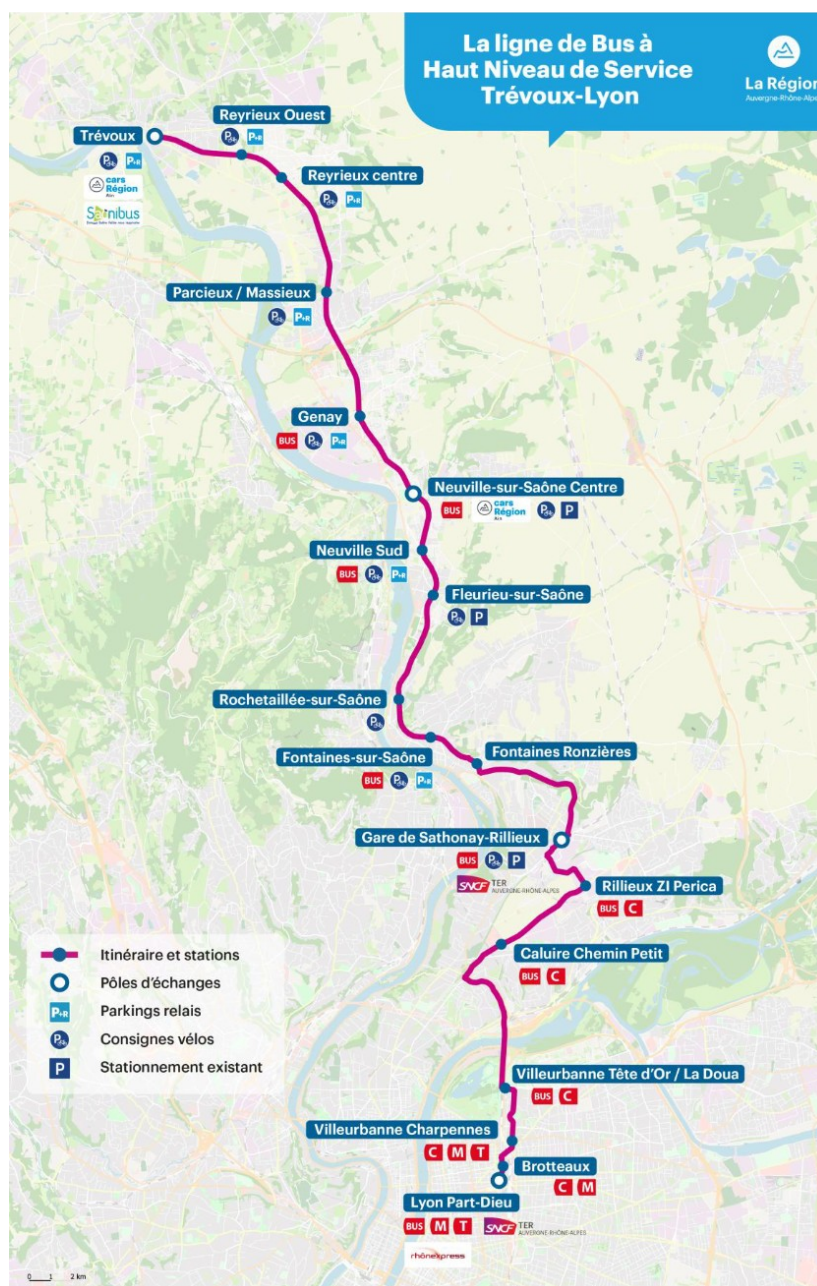 La ligne de Bus à
Haut Niveau de Service
Trévoux-Lyon
La Région
Auvergne-Rhône-Alpes
Reyrieux Ouest
P+R
Trévoux
P+R
cars
Région
Ain
Saônibus
Reyrieux centre
P+R
Parcieux / Massieux
P+R
Genay
BUS P+R
Neuville-sur-Saône Centre
BUS cars Région Ain P
Neuville Sud
BUS P+R
Fleurieu-sur-Saône
P
Rochetaillée-sur-Saône
Fontaines-sur-Saône
BUS P+R
Fontaines Ronzières
Gare de Sathonay-Rillieux
BUS P
SNCF TER
AUVERGNE-RHÔNE-ALPES
Rillieux ZI Perica
BUS C
Caluire Chemin Petit
BUS C
Villeurbanne Tête d'Or / La Doua
BUS C
Villeurbanne Charpennes
C M T
Brotteaux
C M
Lyon Part-Dieu
BUS M T SNCF TER
AUVERGNE-RHÔNE-ALPES
rhônexpress
Itinéraire et stations
Pôles d'échanges
P+R Parkings relais
Consignes vélos
P Stationnement existant
0 1 2 km